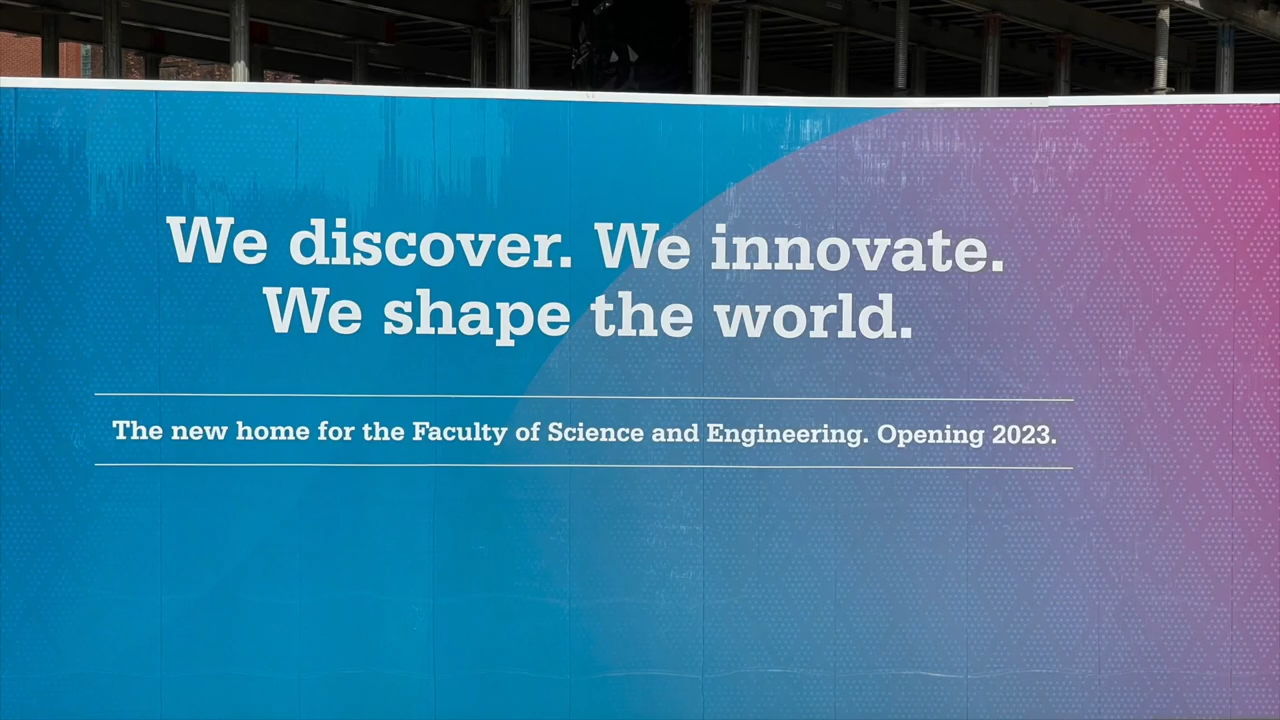 We discover. We innovate.
We shape the world.
The new home for the Faculty of Science and Engineering. Opening 2023.